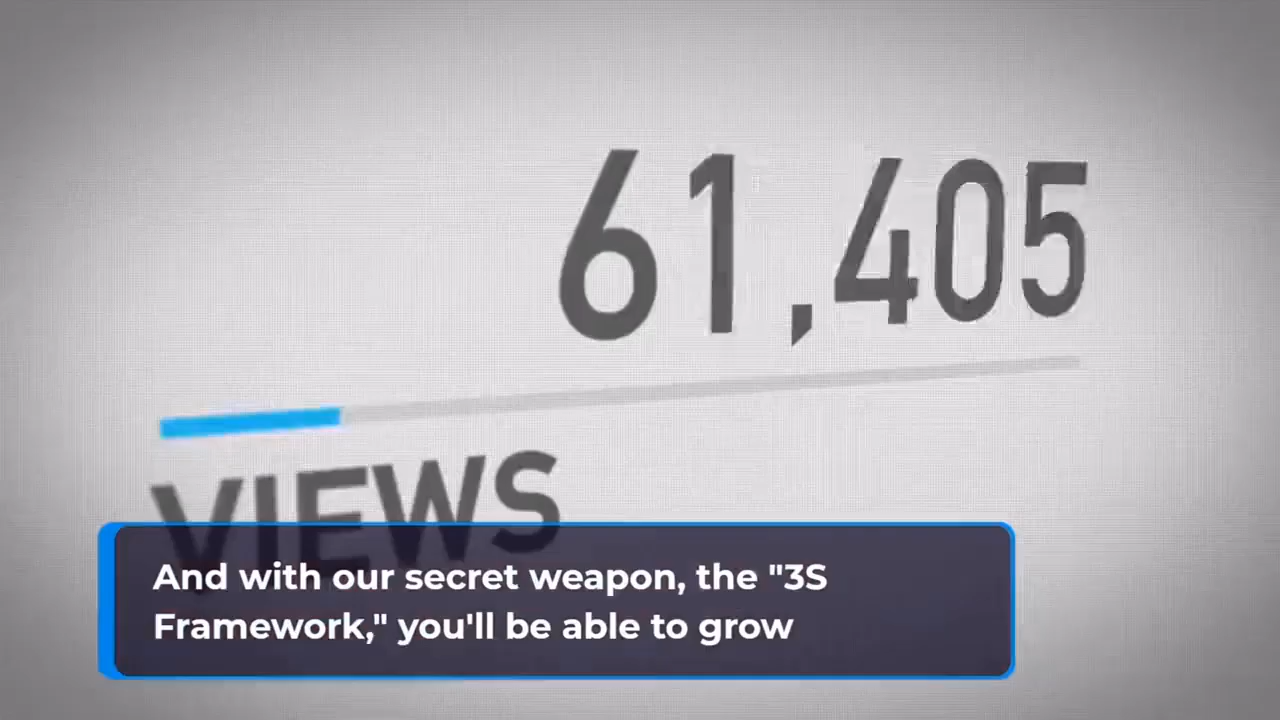 61,405
VIEWS
And with our secret weapon, the "3S
Framework," you'll be able to grow